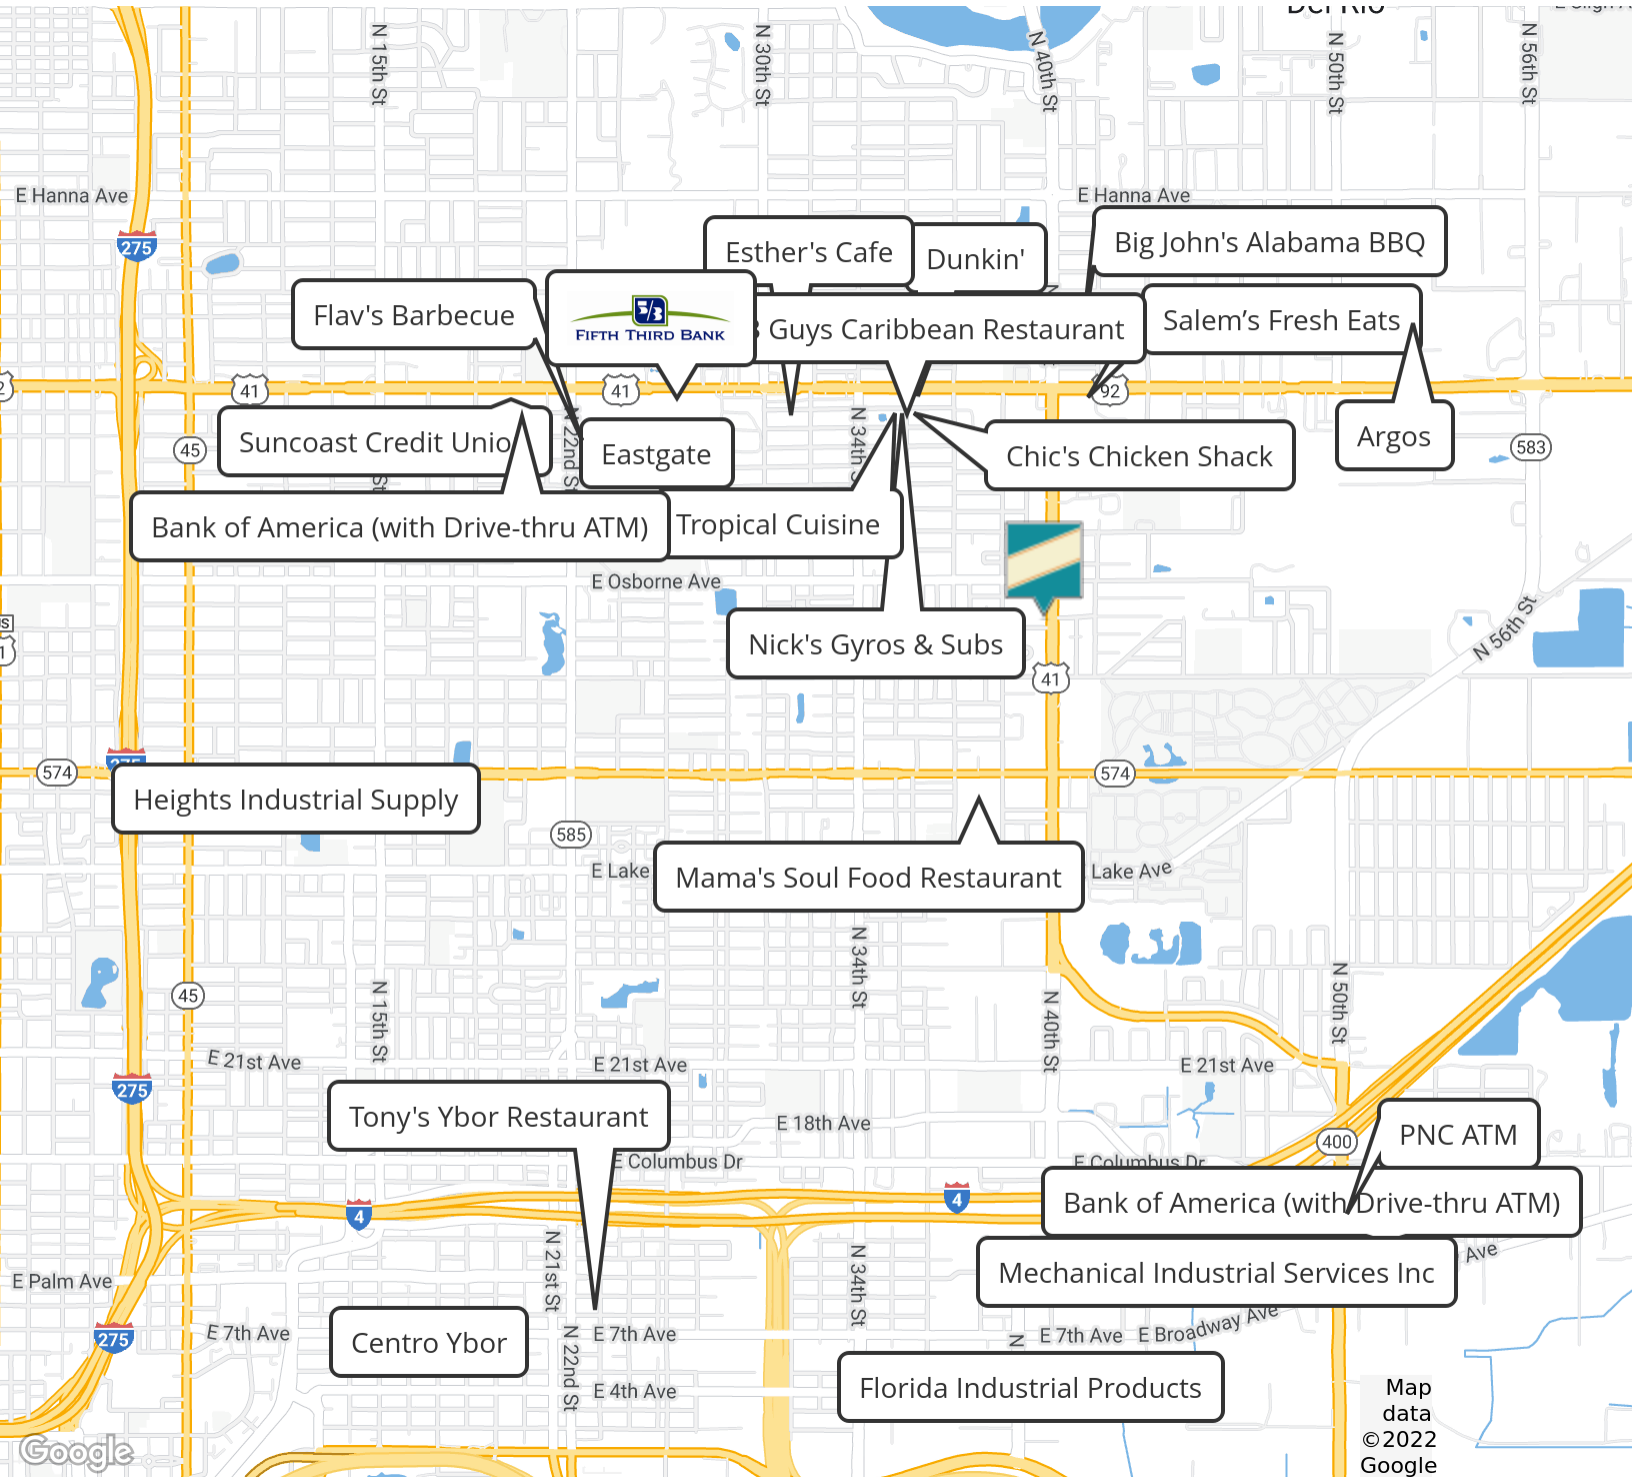 Del Rio
N 15th St
N 30th St
N 40th St
N 50th St
N 56th St
E Hanna Ave
E Hanna Ave
275
Esther's Cafe
Dunkin'
Big John's Alabama BBQ
Flav's Barbecue
FIFTH THIRD BANK
Guys Caribbean Restaurant
Salem's Fresh Eats
41
41
92
Suncoast Credit Unio
N 22nd St
Eastgate
N 34th S
Chic's Chicken Shack
Argos
45
583
Bank of America (with Drive-thru ATM)
Tropical Cuisine
E Osborne Ave
N 56th St
Nick's Gyros & Subs
41
574
574
Heights Industrial Supply
585
E Lake
Mama's Soul Food Restaurant
Lake Ave
N 34th St
45
N 15th St
N 40th St
N 50th St
E 21st Ave
E 21st Ave
E 21st Ave
275
Tony's Ybor Restaurant
E 18th Ave
400
PNC ATM
E Columbus Dr
E Columbus Dr
4
4
Bank of America (with Drive-thru ATM)
N 21st St
N 34th St
Mechanical Industrial Services Inc
Ave
E Palm Ave
275
E 7th Ave
Centro Ybor
N 22nd St
E 7th Ave
N
E 7th Ave
E Broadway Ave
E 4th Ave
Florida Industrial Products
Map
data
©2022
Google
Google